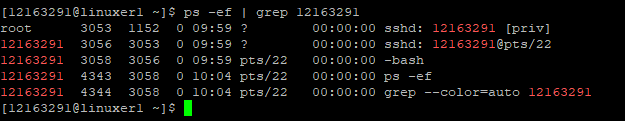 [12163291@linuxer1 ~]$ ps -ef | grep 12163291
root 3053 1152 0 09:59 ? 00:00:00 sshd: 12163291 [priv]
12163291 3056 3053 0 09:59 ? 00:00:00 sshd: 12163291@pts/22
12163291 3058 3056 0 09:59 pts/22 00:00:00 -bash
12163291 4343 3058 0 10:04 pts/22 00:00:00 ps -ef
12163291 4344 3058 0 10:04 pts/22 00:00:00 grep --color=auto 12163291
[12163291@linuxer1 ~]$